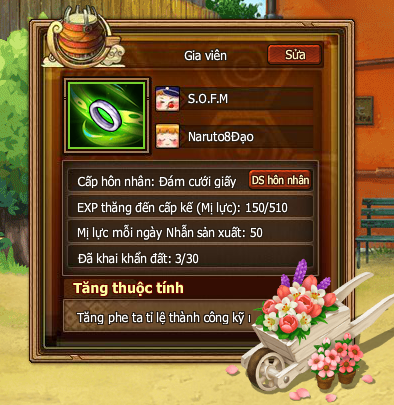 Gia viên
Sửa
S.O.F.M
Naruto8Đạo
Cấp hôn nhân: Đám cưới giấy
DS hôn nhân
EXP thăng đến cấp kế (Mị lực): 150/510
Mị lực mỗi ngày Nhẫn sản xuất: 50
Đã khai khẩn đất: 3/30
Tăng thuộc tính
Tăng phe ta tỉ lệ thành công kỹ